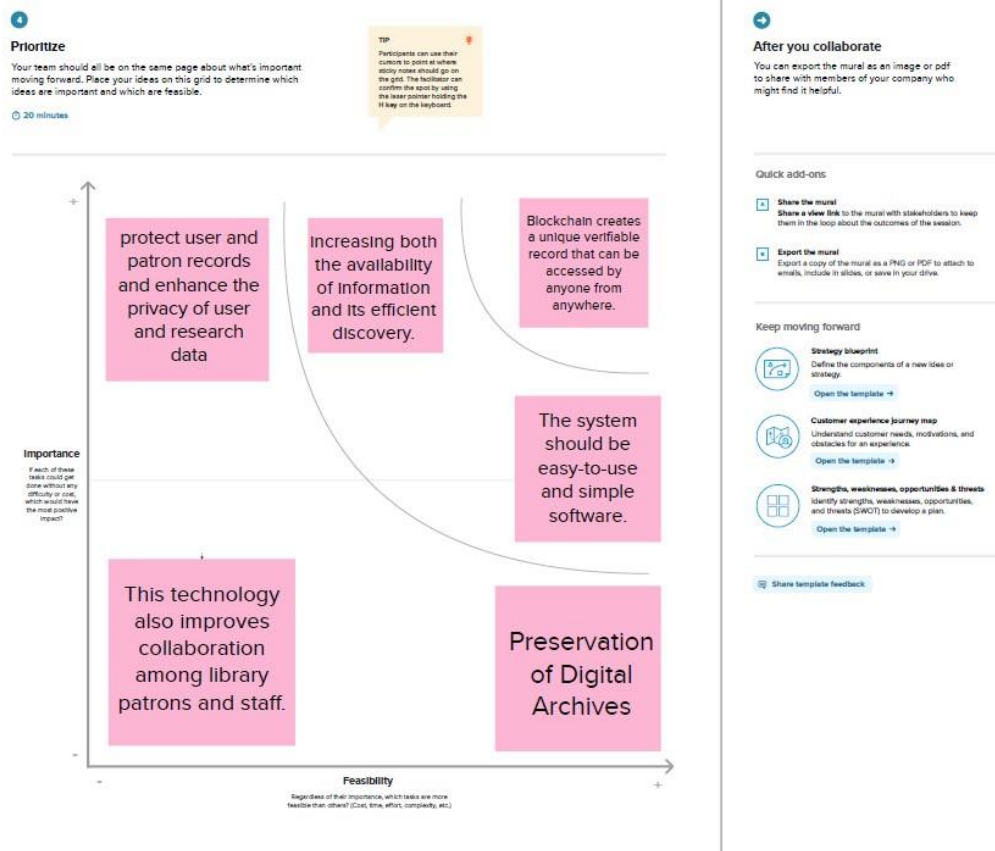 4
Prioritize
Your team should all be on the same page about what's important
moving forward. Place your ideas on this grid to determine which
ideas are important and which are feasible.
20 minutes
TIP
Participants can use their
cursors to point at where
sticky notes should go on
the grid. The facilitator can
confirm the spot by using
the laser pointer holding the
H key on the keyboard.
+
protect user and
patron records
and enhance the
privacy of user
and research
data
Increasing both
the availability
of information
and its efficient
discovery.
Blockchain creates
a unique verifiable
record that can be
accessed by
anyone from
anywhere.
The system
should be
easy-to-use
and simple
software.
Importance
If each of these
tasks could get
done without any
difficulty or cost,
which would have
the most positive
impact?
This technology
also improves
collaboration
among library
patrons and staff.
Preservation
of Digital
Archives
-
-
Feasibility
+
Regardless of their importance, which tasks are more
feasible than others? (Cost, time, effort, complexity, etc.)
After you collaborate
You can export the mural as an image or pdf
to share with members of your company who
might find it helpful.
Quick add-ons
Share the mural
Share a view link to the mural with stakeholders to keep
them in the loop about the outcomes of the session.
Export the mural
Export a copy of the mural as a PNG or PDF to attach to
emails, include in slides, or save in your drive.
Keep moving forward
Strategy blueprint
Define the components of a new idea or
strategy.
Open the template →
Customer experience journey map
Understand customer needs, motivations, and
obstacles for an experience.
Open the template →
Strengths, weaknesses, opportunities & threats
Identify strengths, weaknesses, opportunities,
and threats (SWOT) to develop a plan.
Open the template →
Share template feedback